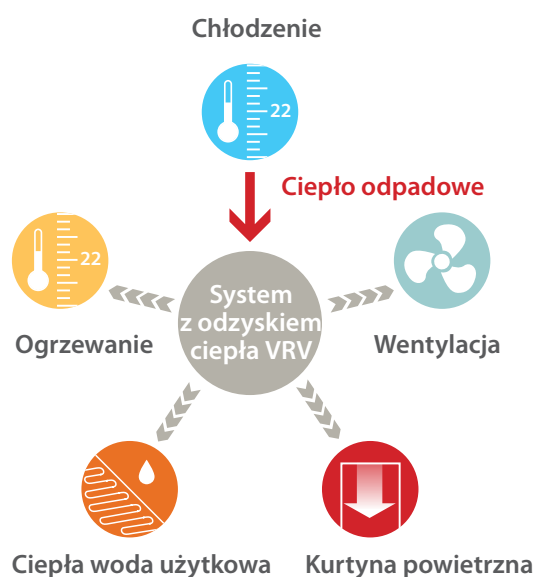 Chłodzenie
22
Ciepło odpadowe
22
System
z odzyskiem
ciepła VRV
Ogrzewanie
Wentylacja
Ciepła woda użytkowa
Kurtyna powietrzna